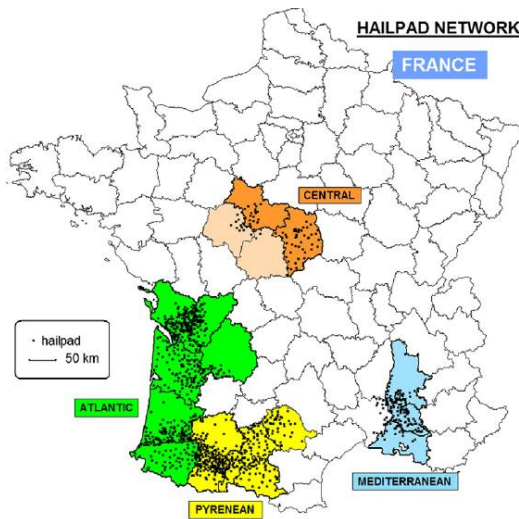 HAILPAD NETWORK
FRANCE
CENTRAL
• hailpad
50 km
ATLANTIC
PYRENEAN
MEDITERRANEAN